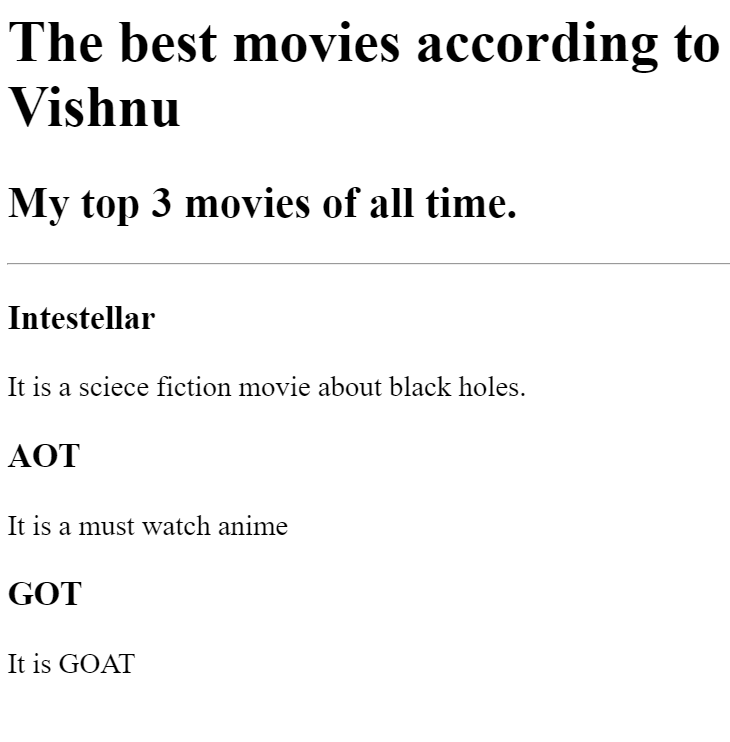 The best movies according to
Vishnu
My top 3 movies of all time.
Intestellar
It is a sciece fiction movie about black holes.
AOT
It is a must watch anime
GOT
It is GOAT